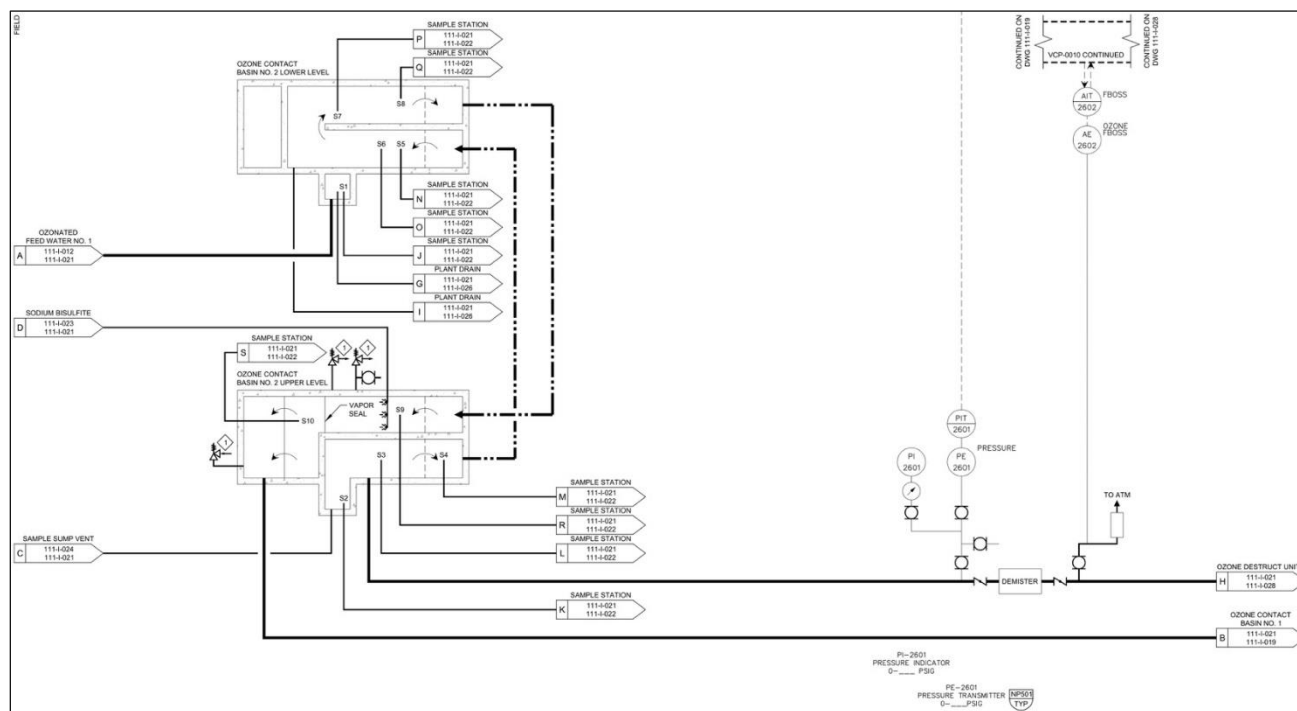 FIELD
SAMPLE STATION
P
111-I-021
111-I-022
SAMPLE STATION
Q
111-I-021
111-I-022
OZONE CONTACT
BASIN NO. 2 LOWER LEVEL
S8
S7
S6
S5
S1
SAMPLE STATION
N
111-I-021
111-I-022
SAMPLE STATION
O
111-I-021
111-I-022
SAMPLE STATION
J
111-I-021
111-I-022
PLANT DRAIN
G
111-I-021
111-I-026
PLANT DRAIN
I
111-I-021
111-I-026
OZONATED
FEED WATER NO. 1
A
111-I-012
111-I-021
SODIUM BISULFITE
D
111-I-023
111-I-021
SAMPLE STATION
S
111-I-021
111-I-022
1
1
OZONE CONTACT
BASIN NO. 2 UPPER LEVEL
VAPOR
SEAL
S10
S9
1
S3
S4
S2
SAMPLE STATION
M
111-I-021
111-I-022
SAMPLE STATION
R
111-I-021
111-I-022
SAMPLE STATION
L
111-I-021
111-I-022
SAMPLE STATION
K
111-I-021
111-I-022
SAMPLE SUMP VENT
C
111-I-024
111-I-021
CONTINUED ON
DWG 111-I-019
VCP-0010 CONTINUED
CONTINUED ON
DWG 111-I-028
AIT
2602
FBOSS
AE
2602
OZONE
FBOSS
PIT
2601
PE
2601
PRESSURE
PI
2601
TO ATM
DEMISTER
OZONE DESTRUCT UNIT
H
111-I-021
111-I-028
OZONE CONTACT
BASIN NO. 1
B
111-I-021
111-I-019
PI-2601
PRESSURE INDICATOR
0-___ PSIG
PE-2601
PRESSURE TRANSMITTER
0-___PSIG
NP501
TYP